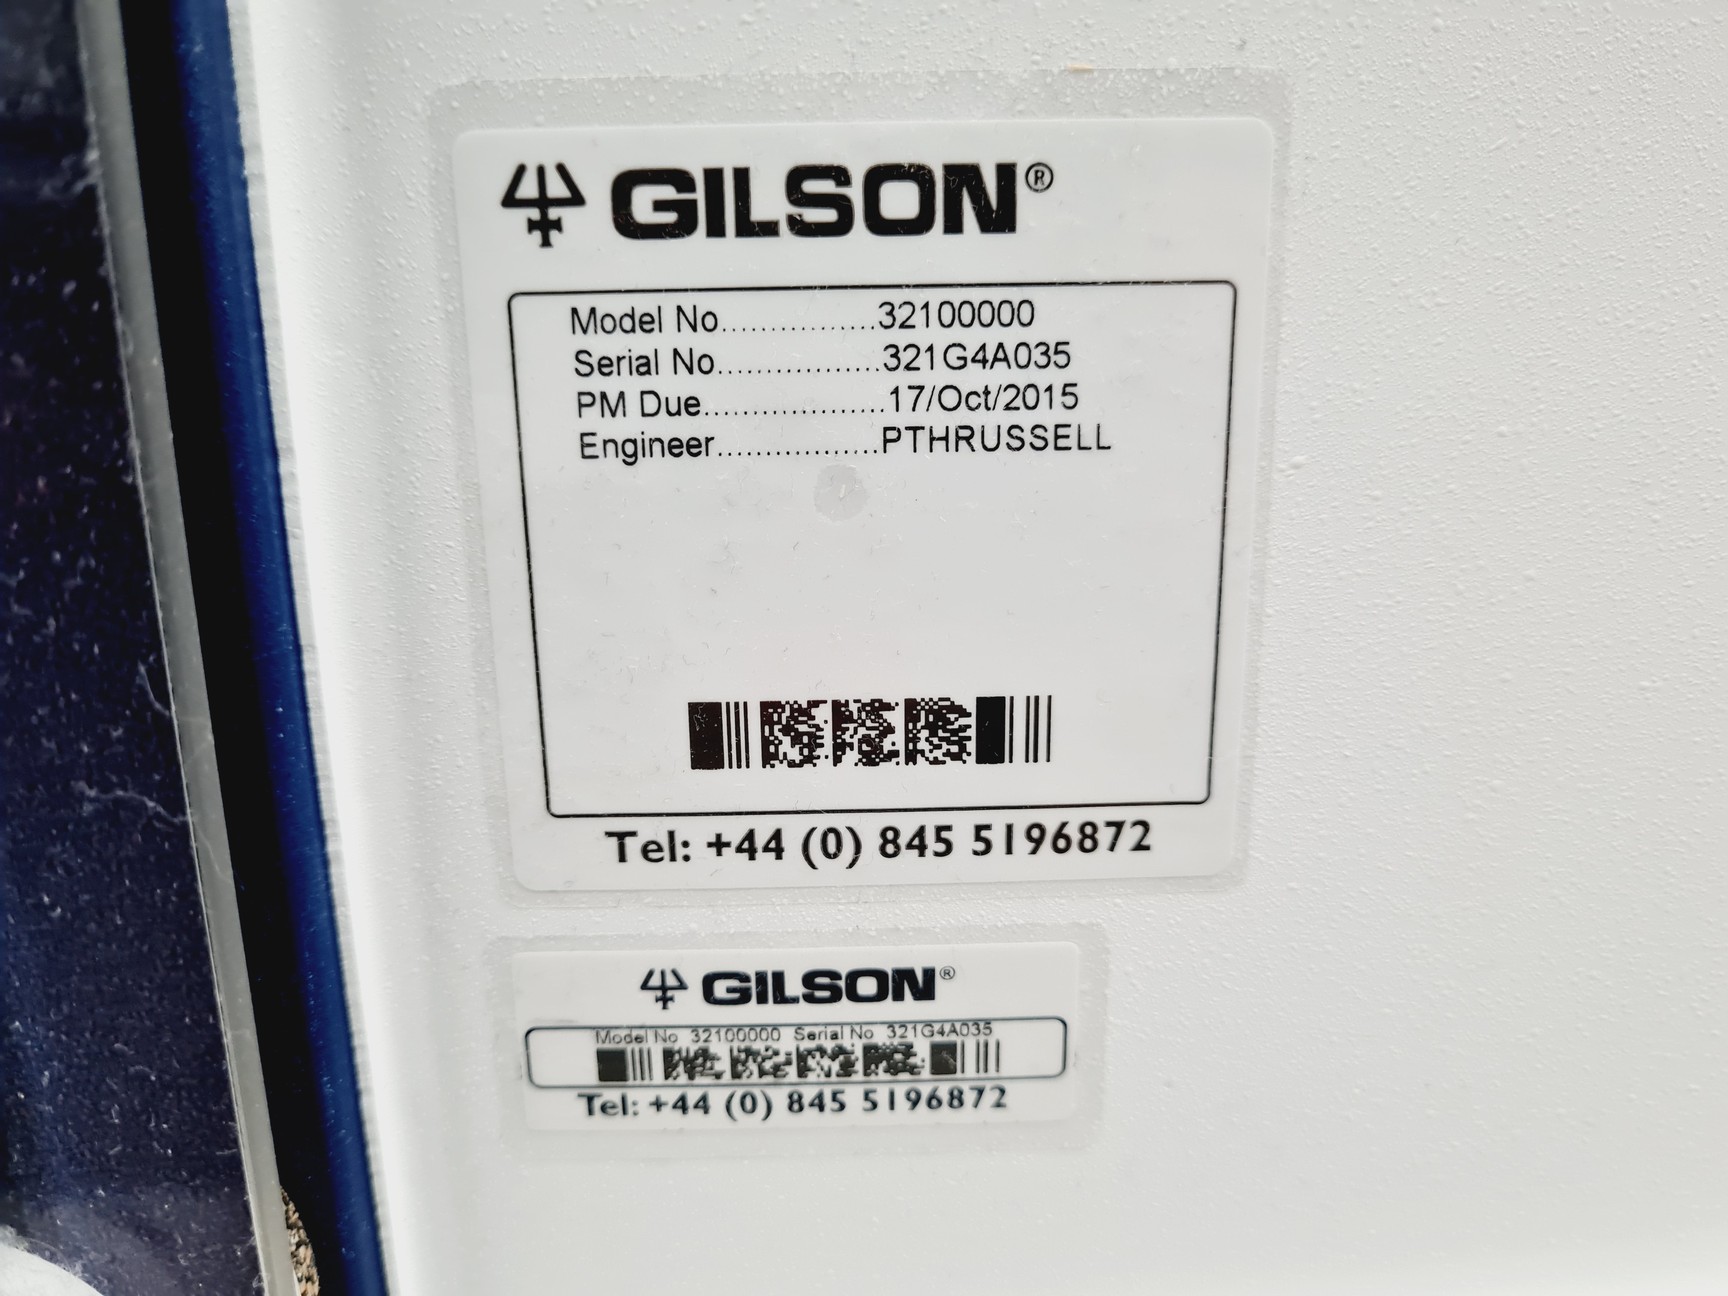 GILSON®
Model No................32100000
Serial No.................321G4A035
PM Due...................17/Oct/2015
Engineer.................PTHRUSSELL
Tel: +44 (0) 845 5196872
GILSON®
Model No 32100000 Serial No 321G4A035
Tel: +44 (0) 845 5196872